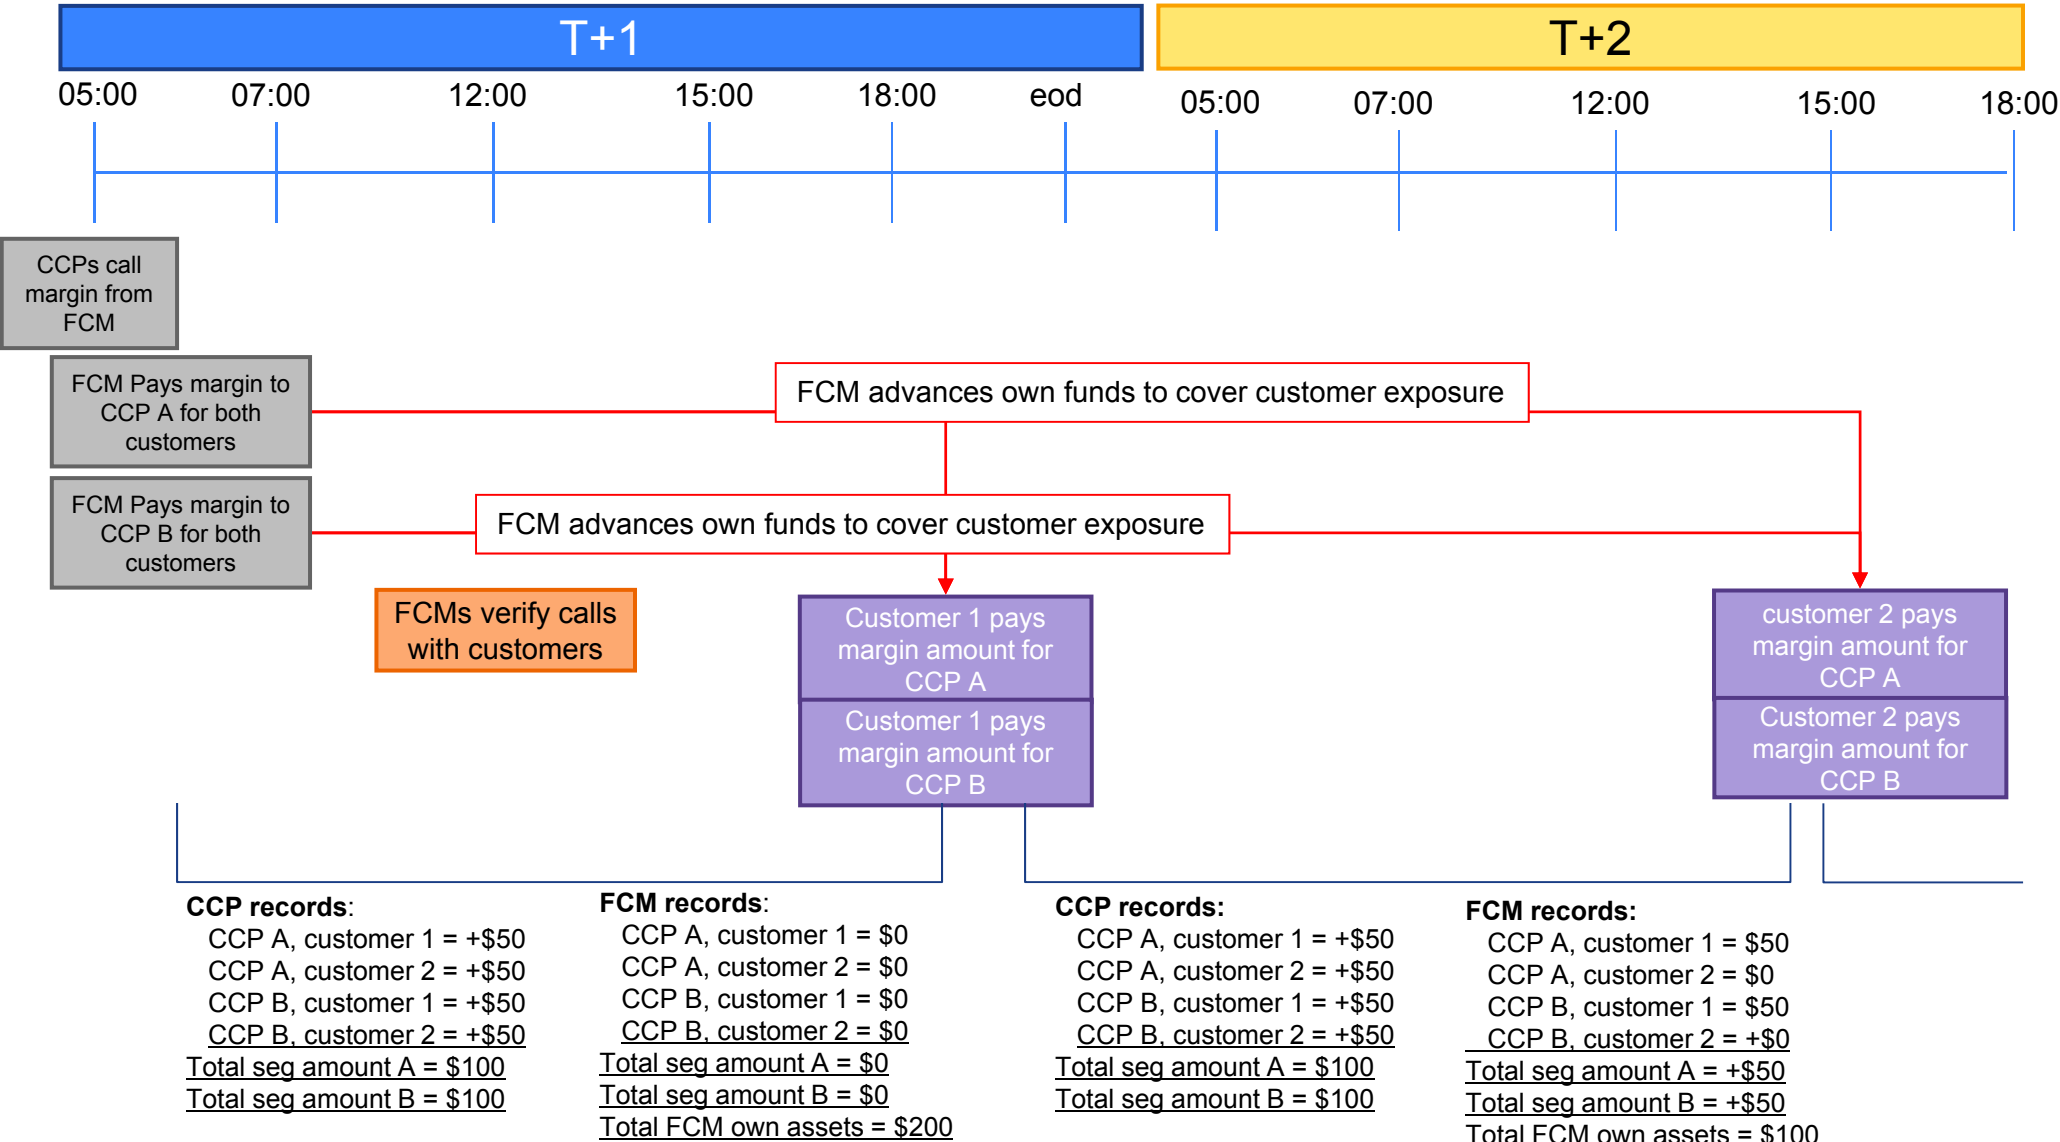 T+1
T+2
05:00
07:00
12:00
15:00
18:00
eod
05:00
07:00
12:00
15:00
18:00
CCPs call
margin from
FCM
FCM Pays margin to
CCP A for both
customers
FCM advances own funds to cover customer exposure
FCM Pays margin to
CCP B for both
customers
FCM advances own funds to cover customer exposure
FCMs verify calls
with customers
Customer 1 pays
margin amount for
CCP A
Customer 1 pays
margin amount for
CCP B
customer 2 pays
margin amount for
CCP A
Customer 2 pays
margin amount for
CCP B
CCP records:
CCP A, customer 1 = +$50
CCP A, customer 2 = +$50
CCP B, customer 1 = +$50
CCP B, customer 2 = +$50
Total seg amount A = $100
Total seg amount B = $100
FCM records:
CCP A, customer 1 = $0
CCP A, customer 2 = $0
CCP B, customer 1 = $0
CCP B, customer 2 = $0
Total seg amount A = $0
Total seg amount B = $0
Total FCM own assets = $200
CCP records:
CCP A, customer 1 = +$50
CCP A, customer 2 = +$50
CCP B, customer 1 = +$50
CCP B, customer 2 = +$50
Total seg amount A = $100
Total seg amount B = $100
FCM records:
CCP A, customer 1 = $50
CCP A, customer 2 = $0
CCP B, customer 1 = $50
CCP B, customer 2 = +$0
Total seg amount A = +$50
Total seg amount B = +$50
Total FCM own assets = $100